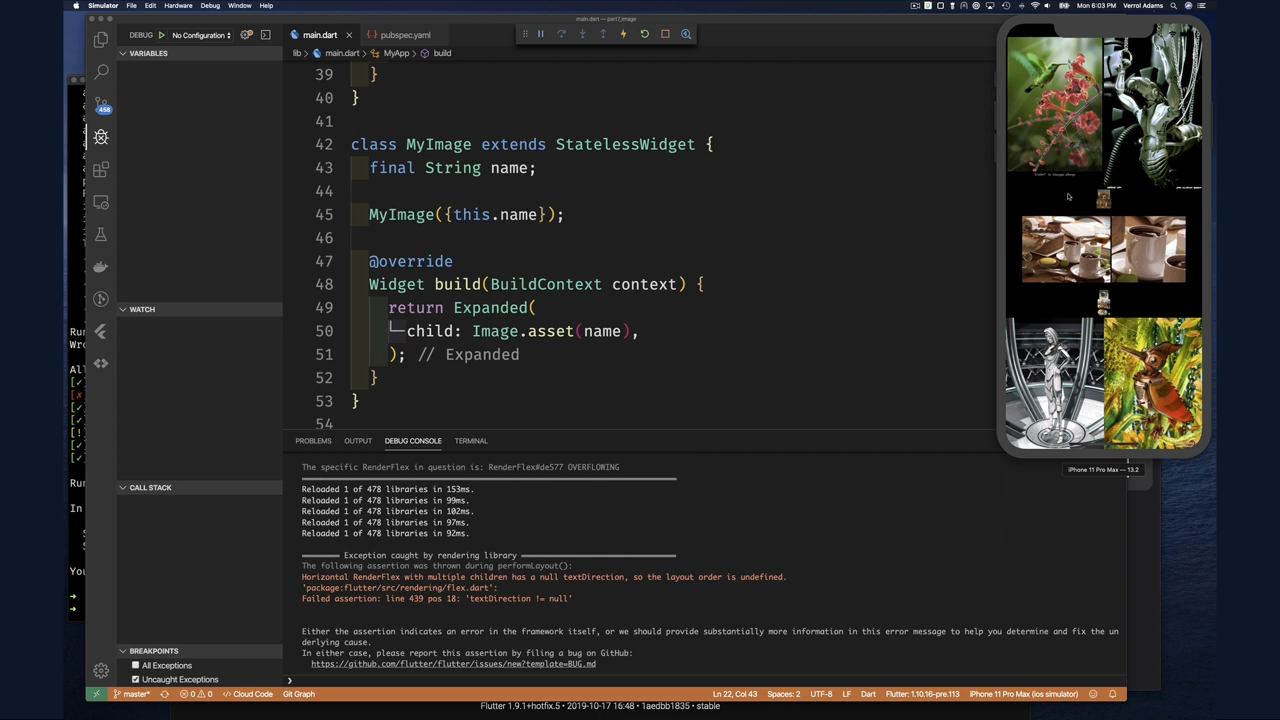 Simulator File Edit Hardware Debug Window Help
Mon 6:03 PM Verrol Adams
main.dart — part7_image
DEBUG No Configuration
main.dart
pubspec.yaml
lib > main.dart > MyApp > build
VARIABLES
WATCH
CALL STACK
BREAKPOINTS
All Exceptions
Uncaught Exceptions
458
Run
Wro
All
[✓]
[✗]
[✓]
[✓]
[!]
[✓]
[✓]
Run
In
S
S
You
39 }
40 }
41
42 class MyImage extends StatelessWidget {
43 final String name;
45 MyImage({this.name});
46
47 @override
48 Widget build(BuildContext context) {
49 return Expanded(
50 child: Image.asset(name),
51 ); // Expanded
52 }
53 }
54
iPhone 11 Pro Max — 13.2
PROBLEMS OUTPUT DEBUG CONSOLE TERMINAL
The specific RenderFlex in question is: RenderFlex#de577 OVERFLOWING
Reloaded 1 of 478 libraries in 153ms.
Reloaded 1 of 478 libraries in 99ms.
Reloaded 1 of 478 libraries in 102ms.
Reloaded 1 of 478 libraries in 97ms.
Reloaded 1 of 478 libraries in 92ms.
Exception caught by rendering library
The following assertion was thrown during performLayout():
Horizontal RenderFlex with multiple children has a null textDirection, so the layout order is undefined.
'package:flutter/src/rendering/flex.dart':
Failed assertion: line 439 pos 18: 'textDirection != null'
Either the assertion indicates an error in the framework itself, or we should provide substantially more information in this error message to help you determine and fix the un
derlying cause.
In either case, please report this assertion by filing a bug on GitHub:
https://github.com/flutter/flutter/issues/new?template=BUG.md
master* 0 0 Cloud Code Git Graph
Ln 22, Col 43 Spaces: 2 UTF-8 LF Dart Flutter: 1.10.16-pre.113 iPhone 11 Pro Max (ios simulator)
Flutter 1.9.1+hotfix.5 • 2019-10-17 16:48 • 1aedbb1835 • stable